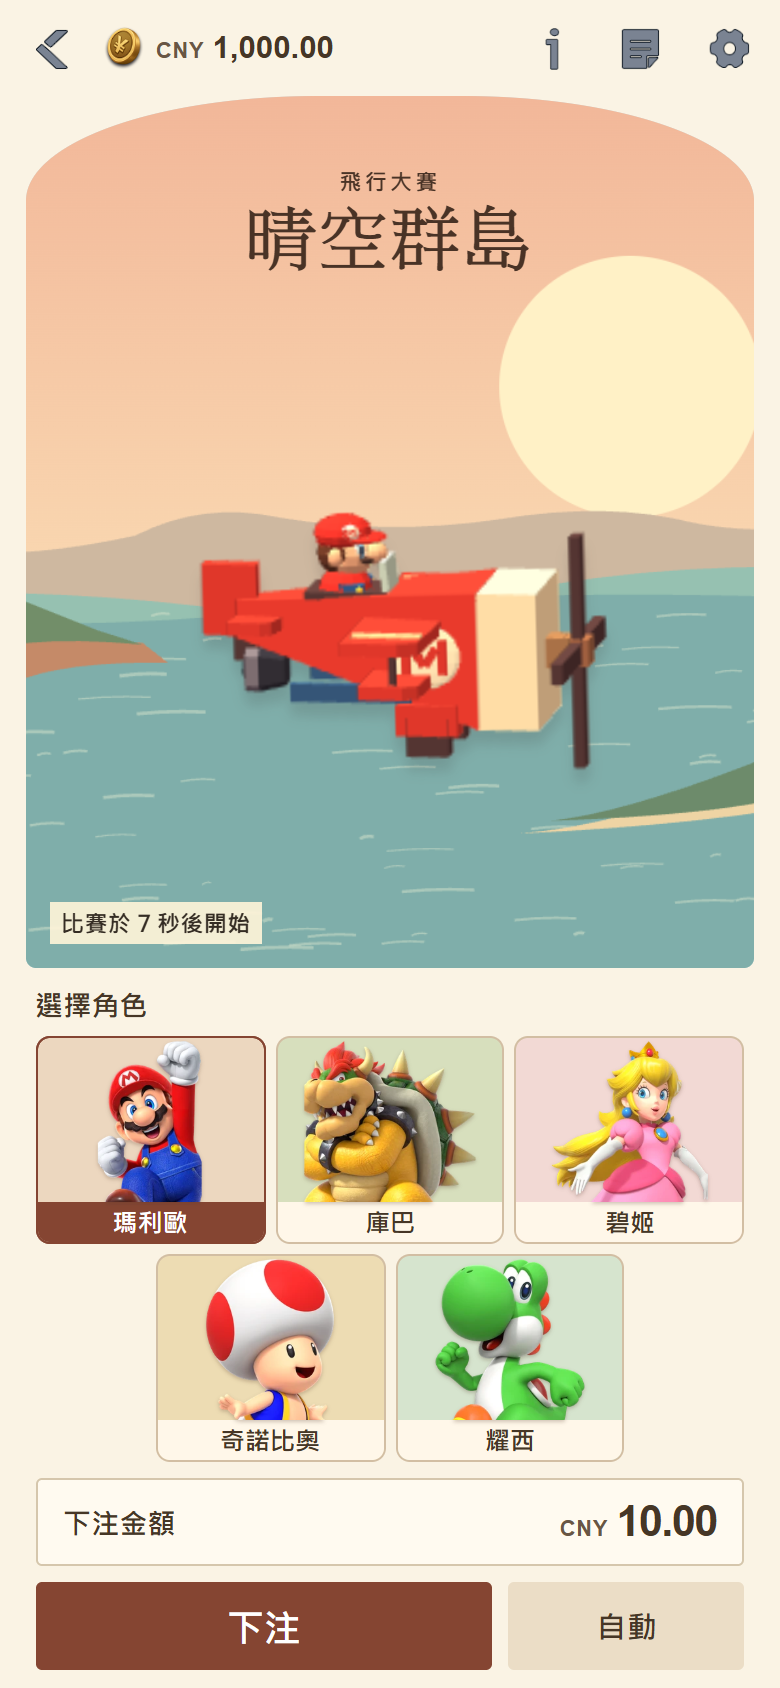 CNY 1,000.00
飛行大賽
晴空群島
M
比賽於 7 秒後開始
選擇角色
M
瑪利歐
庫巴
碧姬
奇諾比奧
耀西
下注金額
CNY 10.00
下注
自動